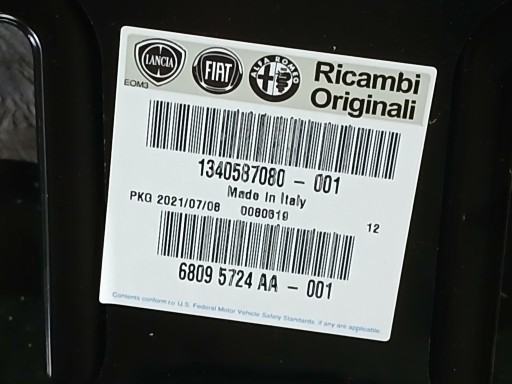 LANCIA FIAT ALFA ROMEO Ricambi
Originali
EOM3
1340587080 - 001
Made in Italy
PKG 2021/07/08 0080619
12
6809 5724 AA - 001
Contents conform to U.S. Federal Motor Vehicle Safety Standards, if any are applicable.